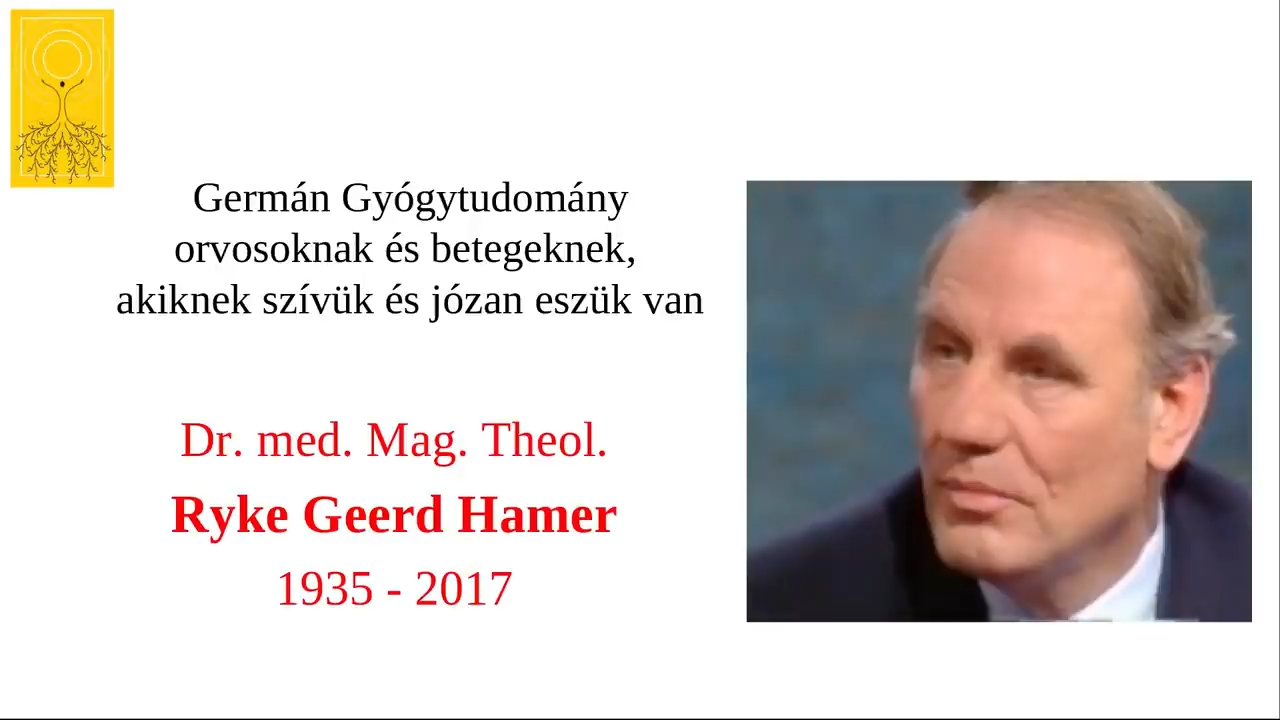 Germán Gyógytudomány
orvosoknak és betegeknek,
akiknek szívük és józan eszük van
Dr. med. Mag. Theol.
Ryke Geerd Hamer
1935 - 2017